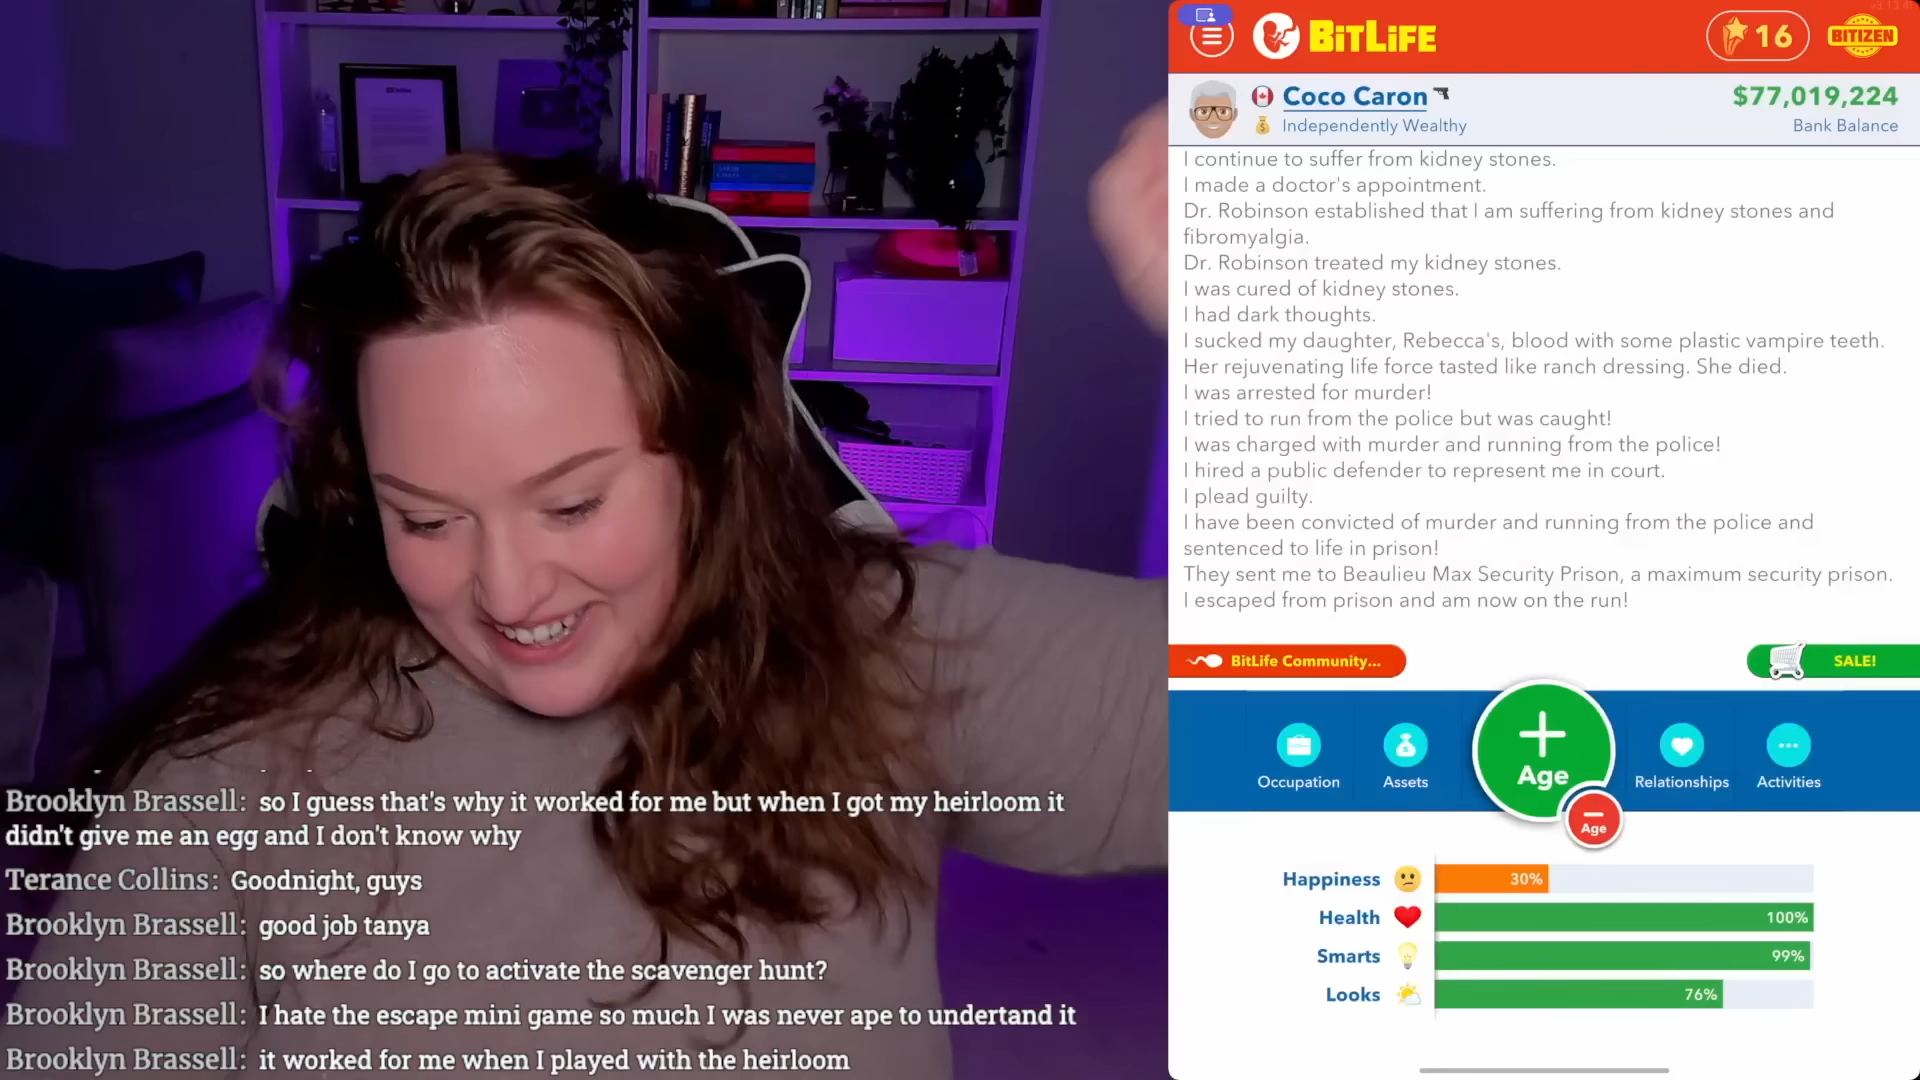 BITLIFE
16
BITIZEN
Coco Caron
$77,019,224
Independently Wealthy
Bank Balance
I continue to suffer from kidney stones.
I made a doctor's appointment.
Dr. Robinson established that I am suffering from kidney stones and
fibromyalgia.
Dr. Robinson treated my kidney stones.
I was cured of kidney stones.
I had dark thoughts.
I sucked my daughter, Rebecca's, blood with some plastic vampire teeth.
Her rejuvenating life force tasted like ranch dressing. She died.
I was arrested for murder!
I tried to run from the police but was caught!
I was charged with murder and running from the police!
I hired a public defender to represent me in court.
I plead guilty.
I have been convicted of murder and running from the police and
sentenced to life in prison!
They sent me to Beaulieu Max Security Prison, a maximum security prison.
I escaped from prison and am now on the run!
BitLife Community...
SALE!
Occupation
Assets
Age
Relationships
Activities
Age
Happiness 30%
Health 100%
Smarts 99%
Looks 76%
Brooklyn Brassell: so I guess that's why it worked for me but when I got my heirloom it
didn't give me an egg and I don't know why
Terance Collins: Goodnight, guys
Brooklyn Brassell: good job tanya
Brooklyn Brassell: so where do I go to activate the scavenger hunt?
Brooklyn Brassell: I hate the escape mini game so much I was never ape to undertand it
Brooklyn Brassell: it worked for me when I played with the heirloom